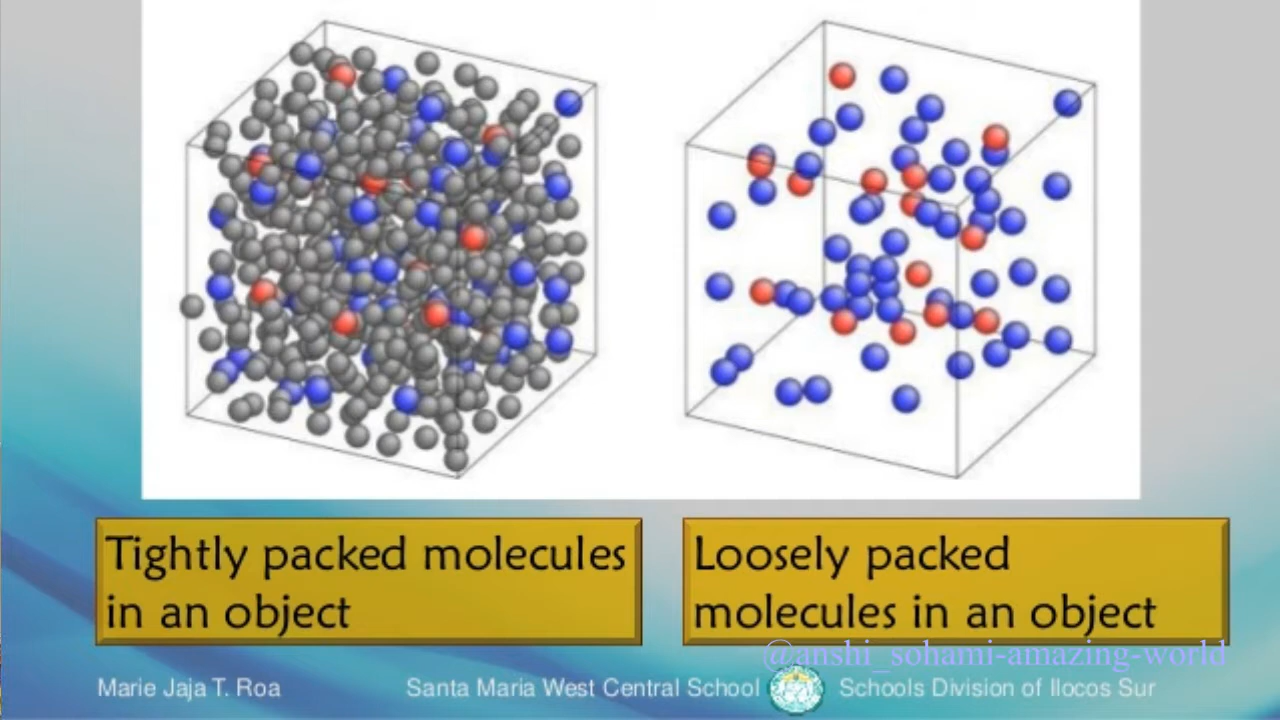 Tightly packed molecules
in an object
Loosely packed
molecules in an object
@anshi_sohami-amazing-world
Marie Jaja T. Roa
Santa Maria West Central School
Schools Division of Ilocos Sur